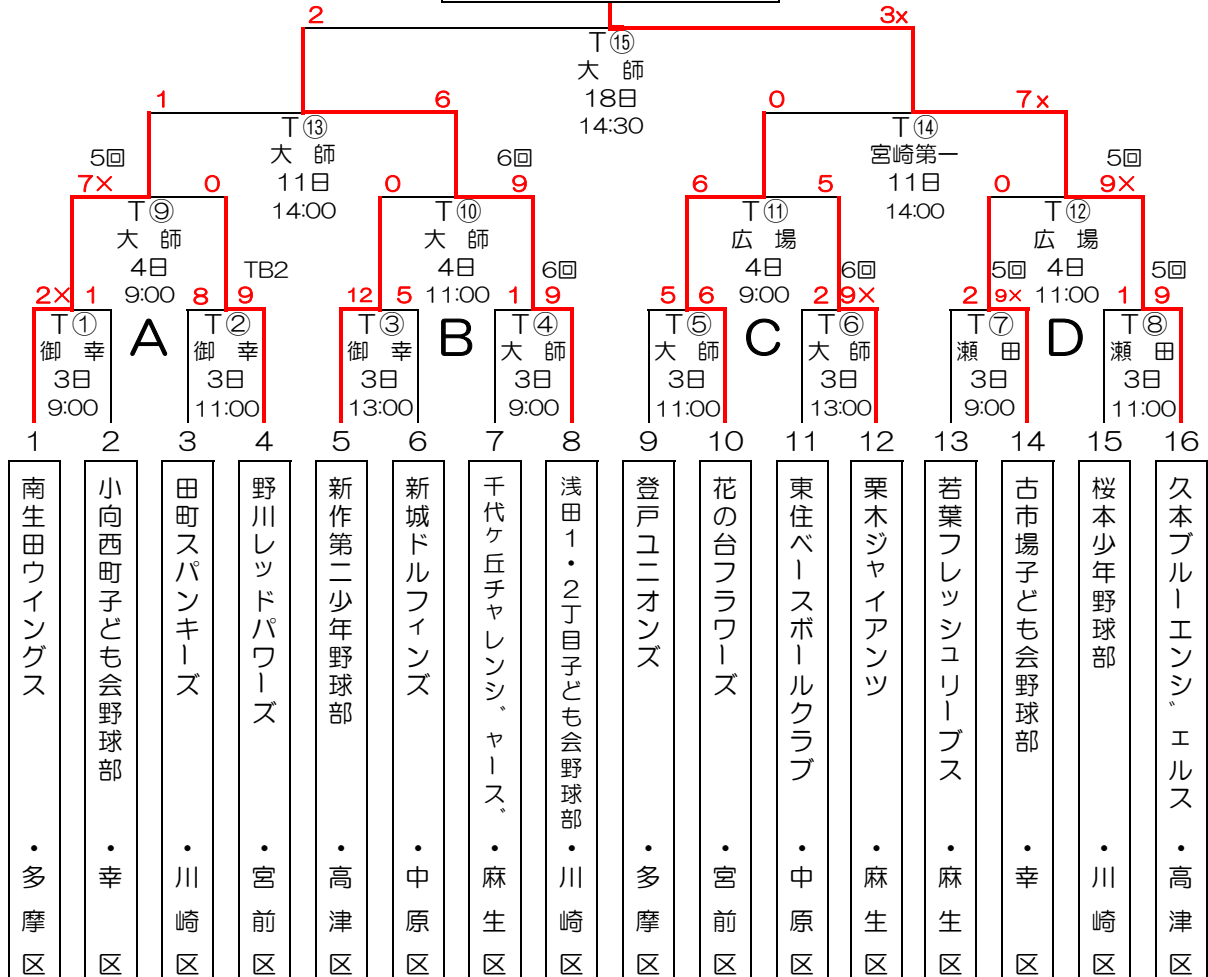 2 3x
T⑮
大 師
18日
14:30
1 6 0 7x
T⑬
大 師
11日
14:00
T⑭
宮崎第一
11日
14:00
5回 6回 5回
7× 0 0 9 6 5 0 9×
T⑨
大 師
4日
9:00
T⑩
大 師
4日
11:00
T⑪
広 場
4日
9:00
T⑫
広 場
4日
11:00
TB2 6回 6回 5回 5回
2× 1 8 9 12 5 1 9 5 6 2 9× 2 9× 1 9
A B C D
T①
御 幸
3日
9:00
T②
御 幸
3日
11:00
T③
御 幸
3日
13:00
T④
大 師
3日
9:00
T⑤
大 師
3日
11:00
T⑥
大 師
3日
13:00
T⑦
瀬 田
3日
9:00
T⑧
瀬 田
3日
11:00
1 2 3 4 5 6 7 8 9 10 11 12 13 14 15 16
南生田ウイングス・多摩区
小向西町子ども会野球部・幸区
田町スパンキーズ・川崎区
野川レッドパワーズ・宮前区
新作第二少年野球部・高津区
新城ドルフィンズ・中原区
千代ヶ丘チャレンジャーズ・麻生区
浅田1・2丁目子ども会野球部・川崎区
登戸ユニオンズ・多摩区
花の台フラワーズ・宮前区
東住ベースボールクラブ・中原区
栗木ジャイアンツ・麻生区
若葉フレッシュリーブス・麻生区
古市場子ども会野球部・幸区
桜本少年野球部・川崎区
久本ブルーエンジェルス・高津区